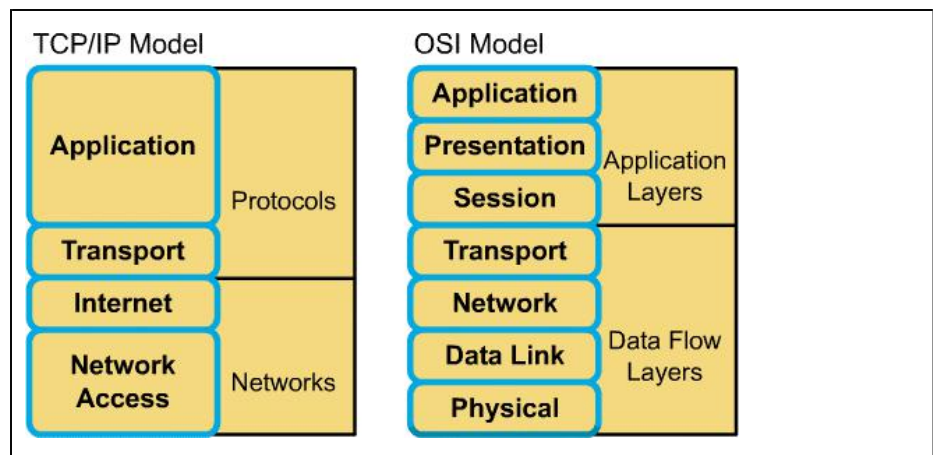 TCP/IP Model
Application
Transport
Internet
Network
Access
Protocols
Networks
OSI Model
Application
Presentation
Session
Transport
Network
Data Link
Physical
Application
Layers
Data Flow
Layers